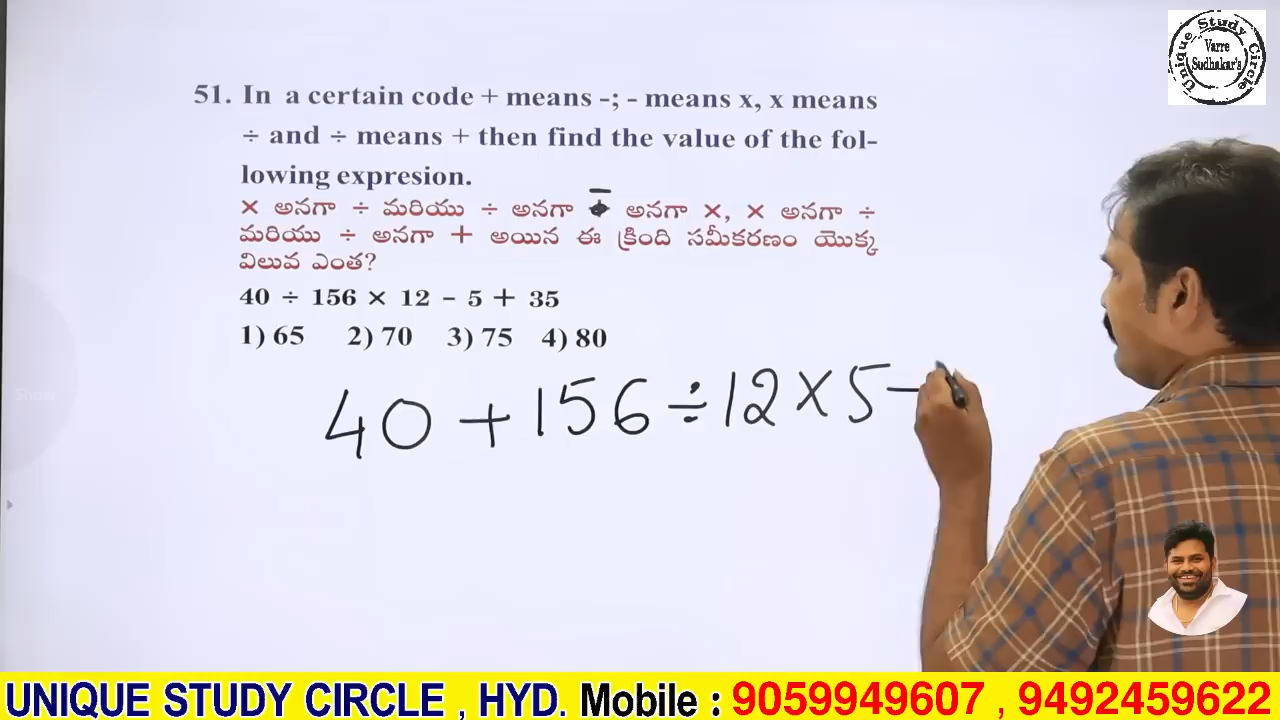 Unique Study Circle
Varre
Sudhakar's
51. In a certain code + means -; - means x, x means
÷ and ÷ means + then find the value of the fol-
lowing expresion.
× అనగా ÷ మరియు ÷ అనగా - అనగా ×, × అనగా ÷
మరియు ÷ అనగా + అయిన ఈ క్రింది సమీకరణం యొక్క
విలువ ఎంత?
40 ÷ 156 × 12 - 5 + 35
1) 65 2) 70 3) 75 4) 80
40 + 156 ÷ 12 × 5 -
UNIQUE STUDY CIRCLE , HYD. Mobile : 9059949607 , 9492459622